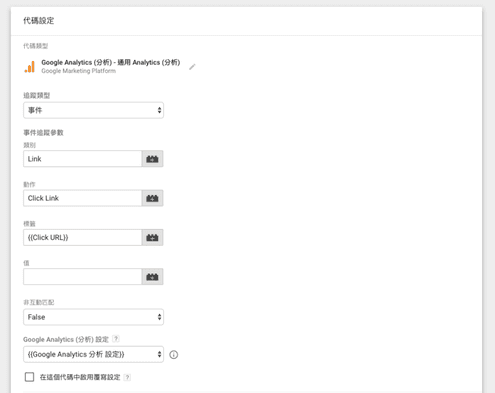 代碼設定
代碼類型
Google Analytics (分析) - 通用 Analytics (分析)
Google Marketing Platform
追蹤類型
事件
事件追蹤參數
類別
Link
動作
Click Link
標籤
{{Click URL}}
值
非互動匹配
False
Google Analytics (分析) 設定 ?
{{Google Analytics 分析 設定}}
在這個代碼中啟用覆寫設定 ?